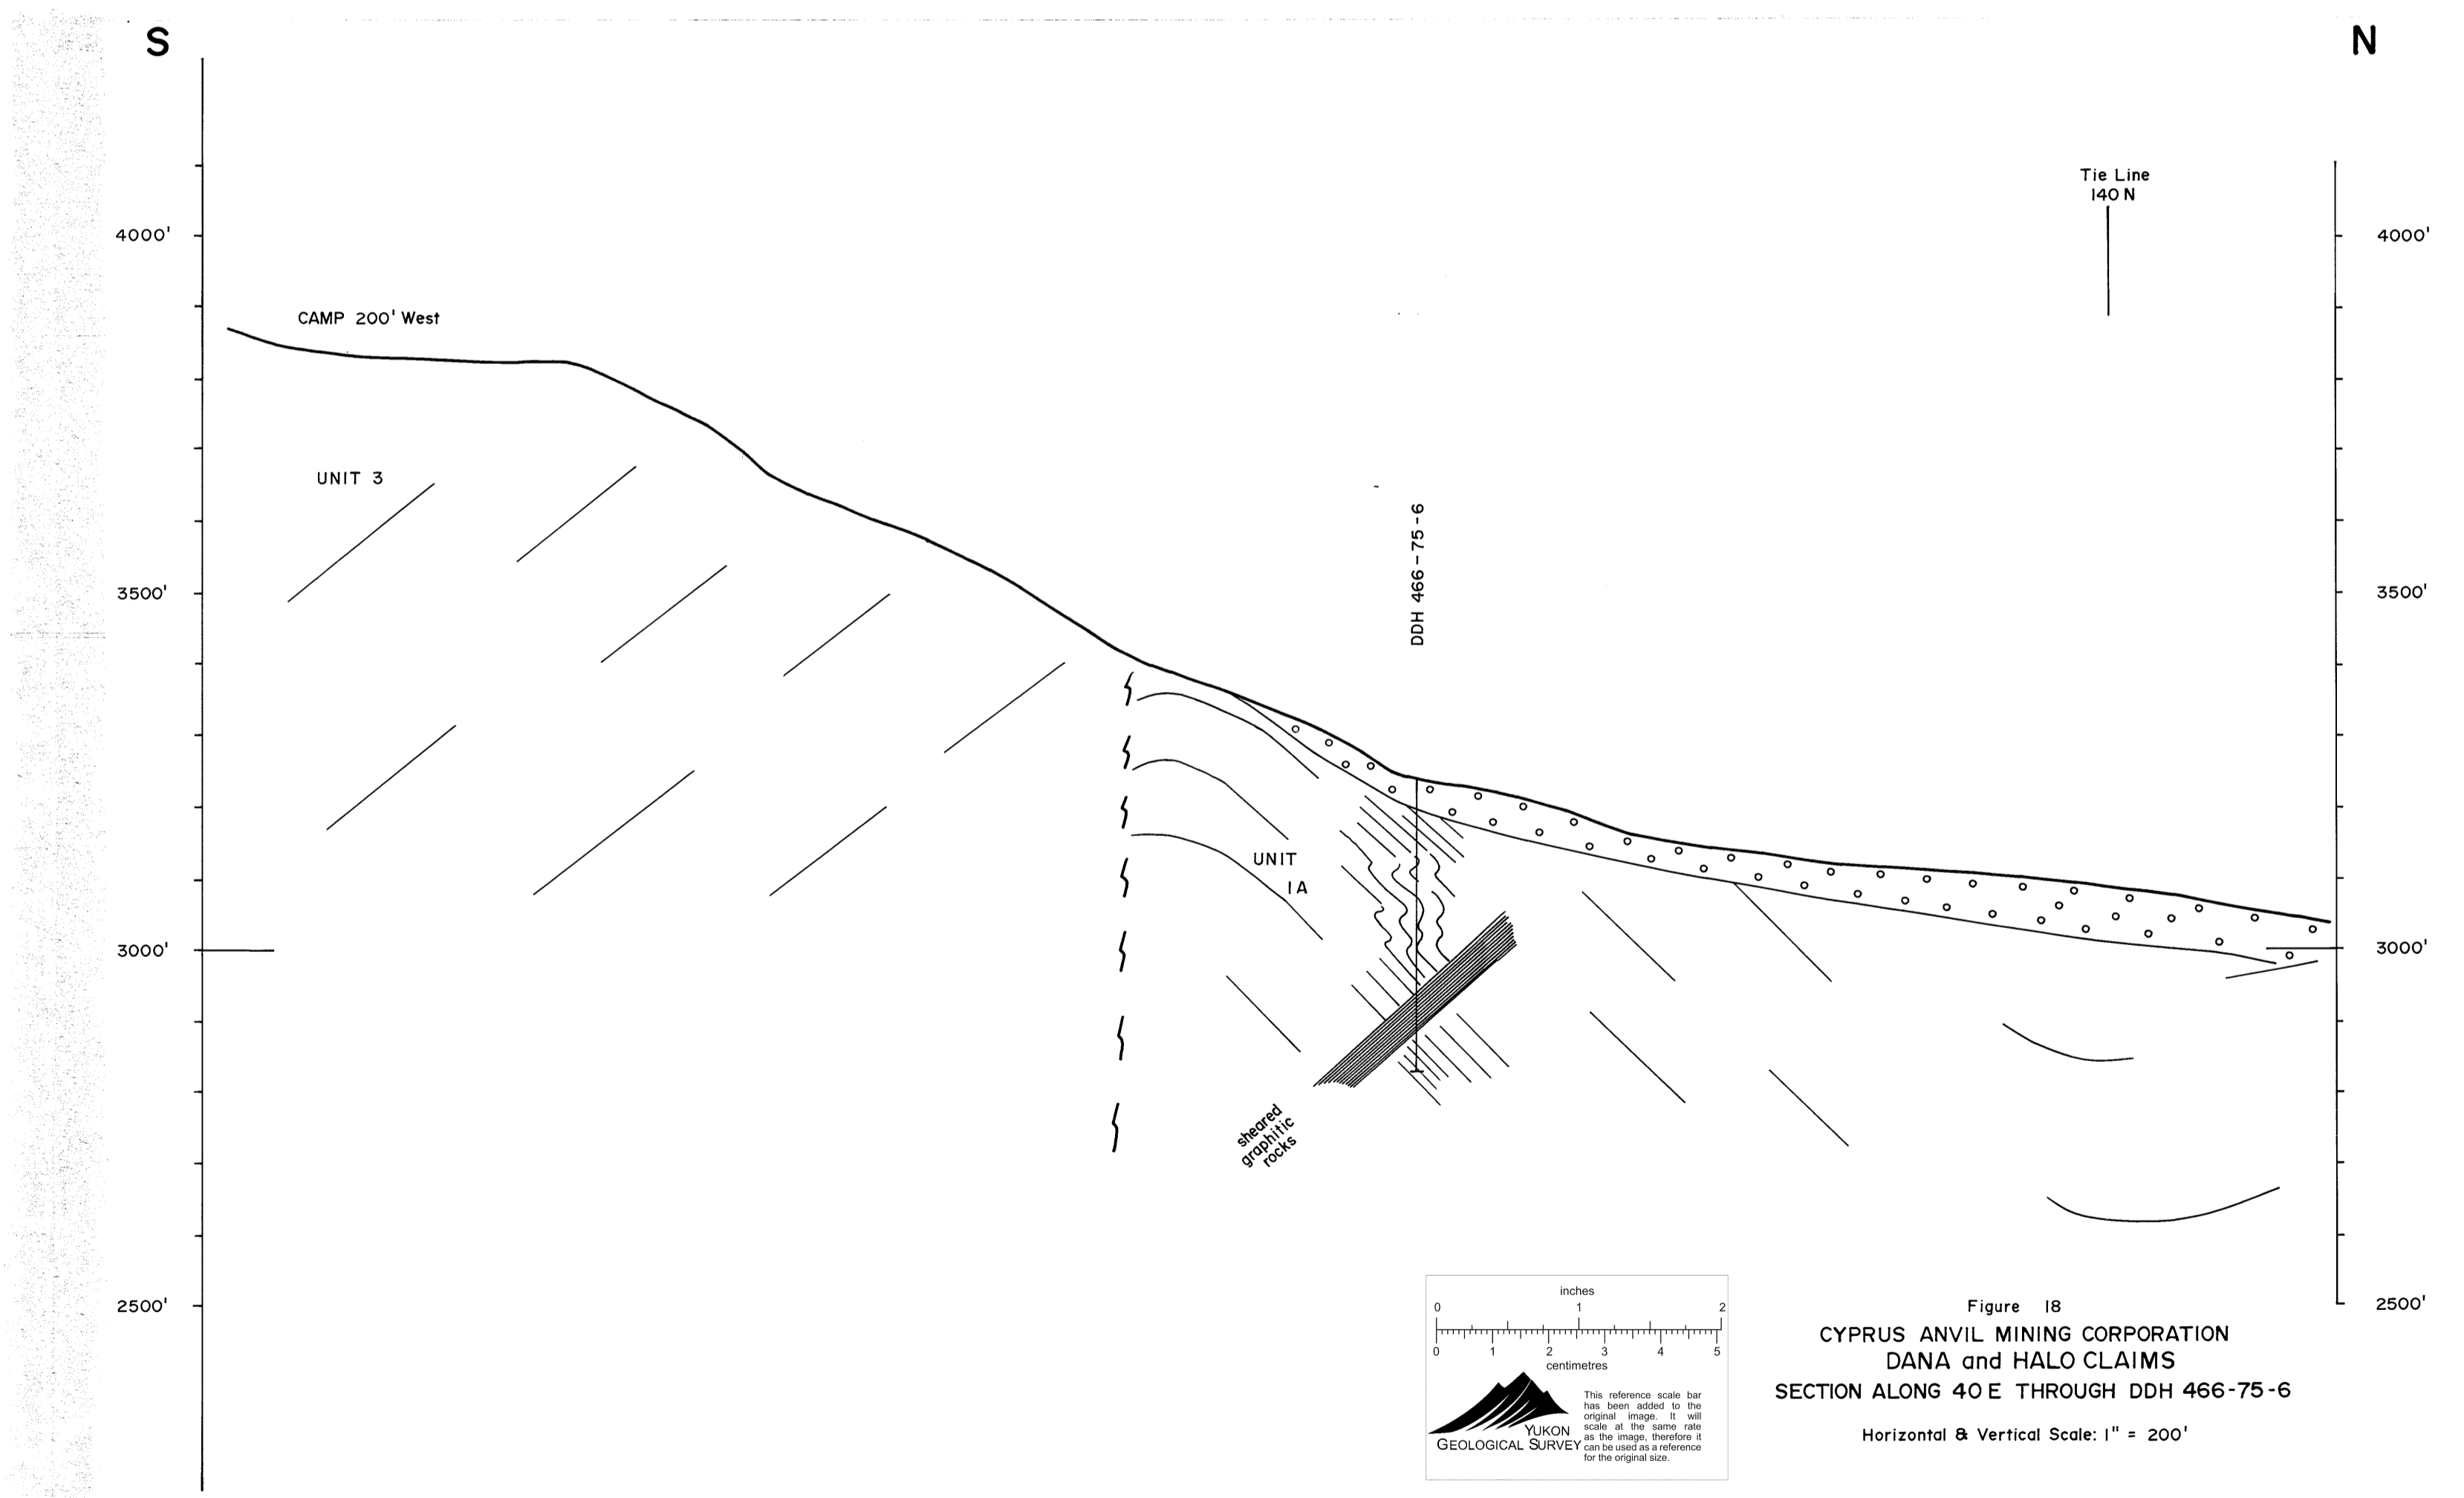 S
N
Tie Line
140 N
4000'
4000'
CAMP 200' West
UNIT 3
DDH 466-75-6
3500'
3500'
UNIT
1A
3000'
3000'
sheared
graphitic
rocks
2500'
2500'
inches
0 1 2
0 1 2 3 4 5
centimetres
YUKON
GEOLOGICAL SURVEY
This reference scale bar
has been added to the
original image. It will
scale at the same rate
as the image, therefore it
can be used as a reference
for the original size.
Figure 18
CYPRUS ANVIL MINING CORPORATION
DANA and HALO CLAIMS
SECTION ALONG 40 E THROUGH DDH 466-75-6
Horizontal & Vertical Scale: 1" = 200'